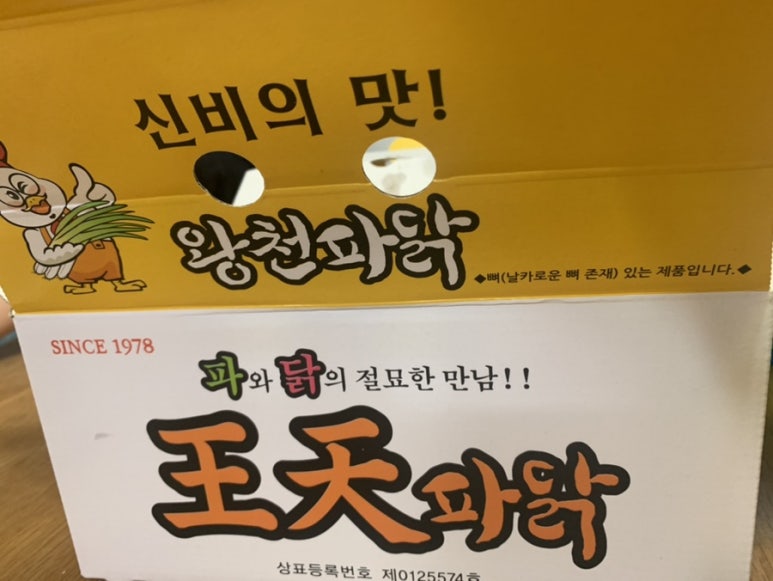 신비의 맛!
왕천파닭
◆뼈(날카로운 뼈 존재) 있는 제품입니다.◆
SINCE 1978
파와 닭의 절묘한 만남!!
王天파닭
상표등록번호 제0125574호